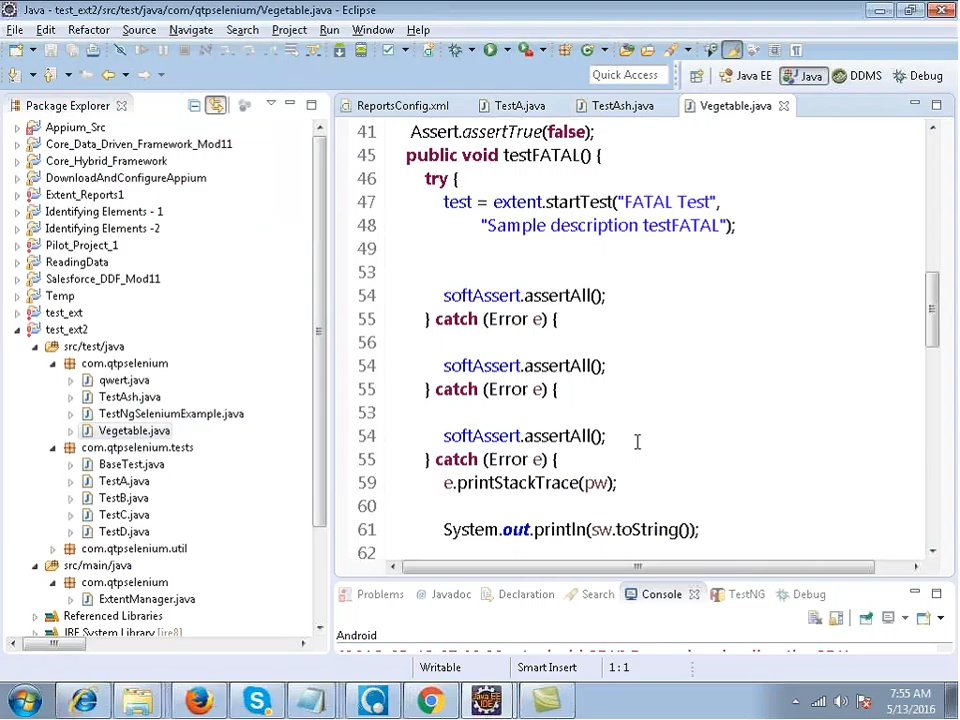 Java - test_ext2/src/test/java/com/qtpselenium/Vegetable.java - Eclipse
File Edit Refactor Source Navigate Search Project Run Window Help
Quick Access Java EE Java DDMS Debug
Package Explorer
ReportsConfig.xml TestA.java TestAsh.java Vegetable.java
Appium_Src
Core_Data_Driven_Framework_Mod11
Core_Hybrid_Framework
DownloadAndConfigureAppium
Extent_Reports1
Identifying Elements - 1
Identifying Elements -2
Pilot_Project_1
ReadingData
Salesforce_DDF_Mod11
Temp
test_ext
test_ext2
src/test/java
com.qtpselenium
qwert.java
TestAsh.java
TestNgSeleniumExample.java
Vegetable.java
com.qtpselenium.tests
BaseTest.java
TestA.java
TestB.java
TestC.java
TestD.java
com.qtpselenium.util
src/main/java
com.qtpselenium
ExtentManager.java
Referenced Libraries
JRE System Library [jre8]
41 Assert.assertTrue(false);
45 public void testFATAL() {
46 try {
47 test = extent.startTest("FATAL Test",
48 "Sample description testFATAL");
49
53
54 softAssert.assertAll();
55 } catch (Error e) {
56
54 softAssert.assertAll();
55 } catch (Error e) {
53
54 softAssert.assertAll();
55 } catch (Error e) {
59 e.printStackTrace(pw);
60
61 System.out.println(sw.toString());
62
Problems Javadoc Declaration Search Console TestNG Debug
Android
Writable Smart Insert 1:1
7:55 AM
5/13/2016